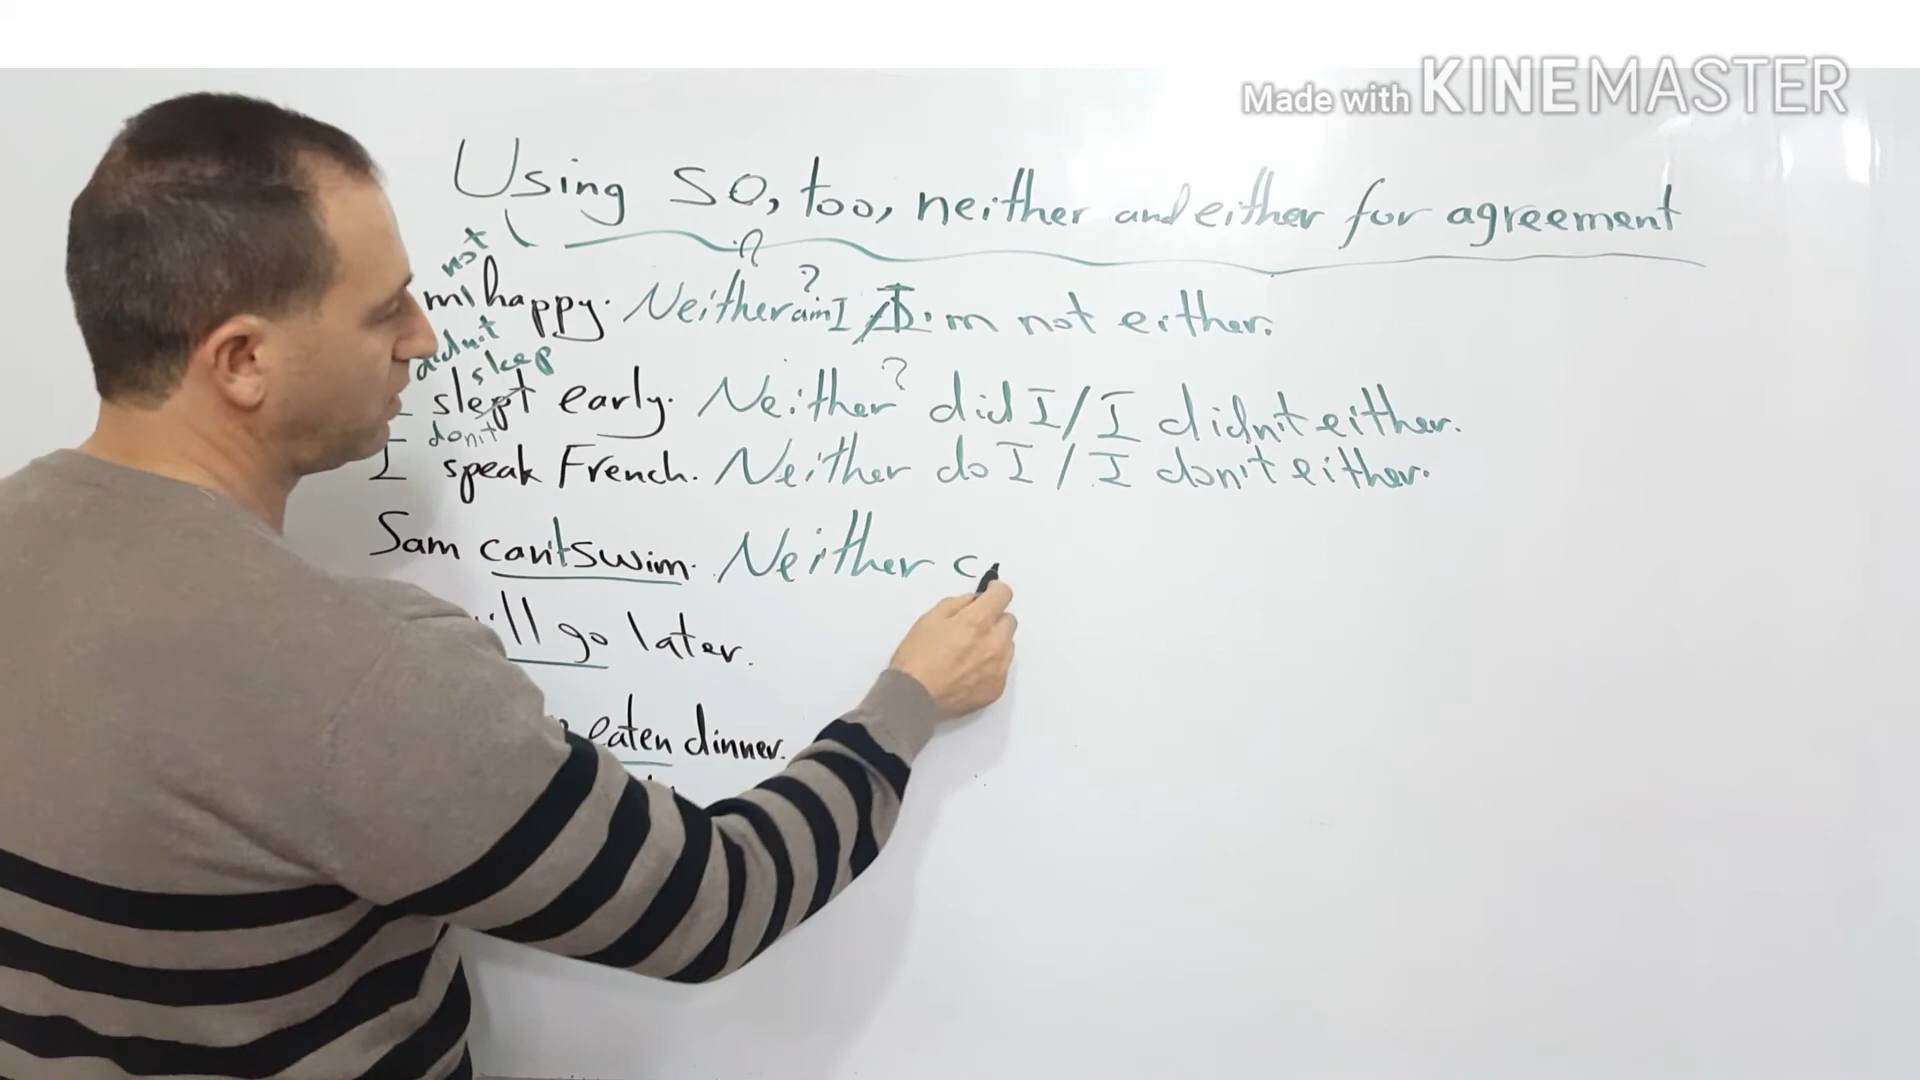 Made with KINEMASTER
Using so, too, neither and either for agreement
not
m happy. Neither am I / I'm not either.
didn't
sleep
I slept early. Neither did I / I didn't either.
don't
I speak French. Neither do I / I don't either.
Sam can't swim. Neither c
go later.
eaten dinner.